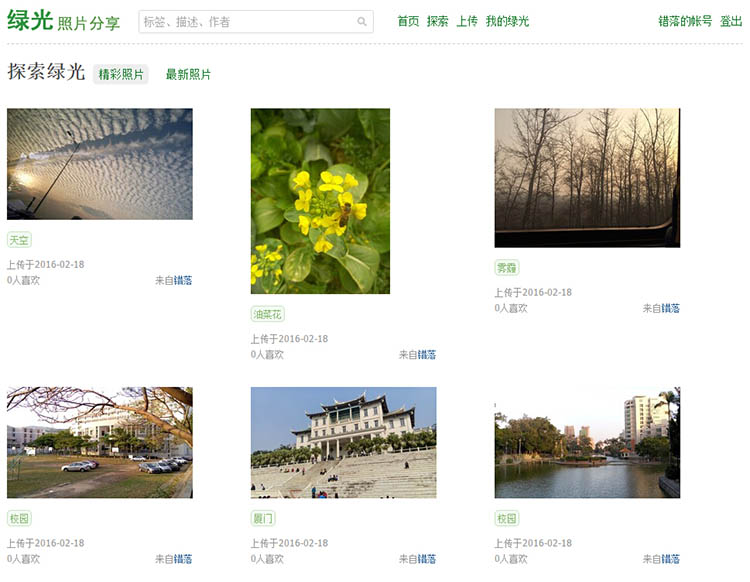 绿光 照片分享 标签、描述、作者 首页 探索 上传 我的绿光 错落的帐号 登出
探索绿光 精彩照片 最新照片
天空
上传于2016-02-18
0人喜欢 来自错落
油菜花
上传于2016-02-18
0人喜欢 来自错落
雾霾
上传于2016-02-18
0人喜欢 来自错落
校园
上传于2016-02-18
0人喜欢 来自错落
厦门
上传于2016-02-18
0人喜欢 来自错落
校园
上传于2016-02-18
0人喜欢 来自错落